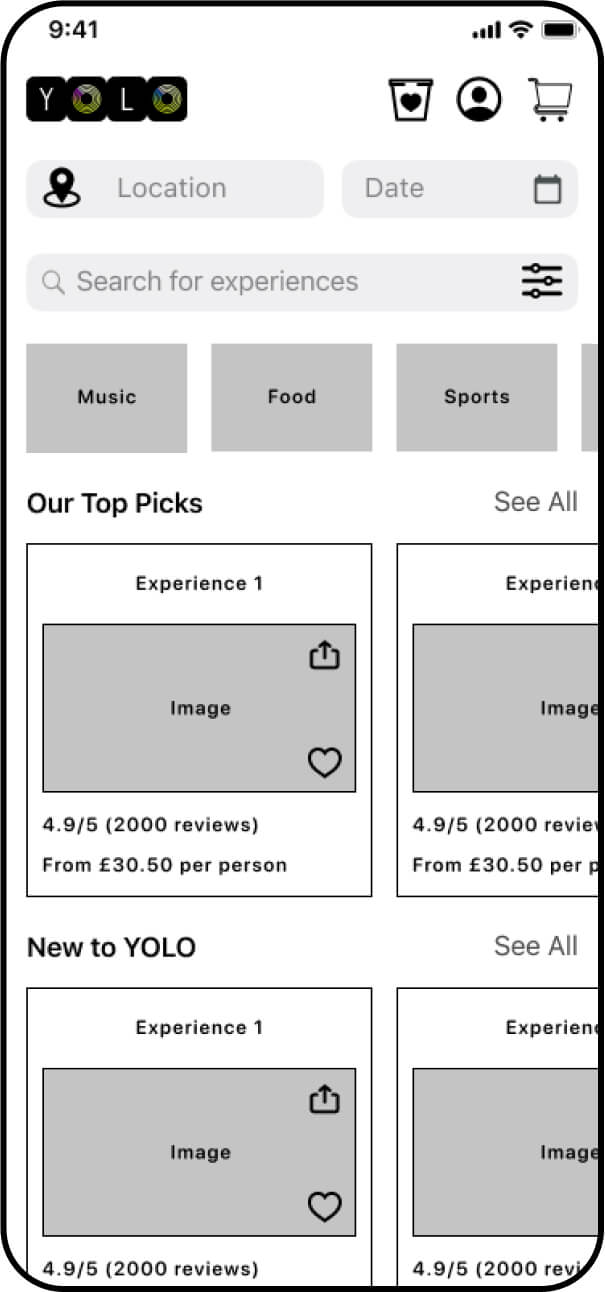 9:41
YOLO
Location
Date
Search for experiences
Music
Food
Sports
Our Top Picks
See All
Experience 1
Experienc
Image
Image
4.9/5 (2000 reviews)
4.9/5 (2000 review
From £30.50 per person
From £30.50 per p
New to YOLO
See All
Experience 1
Experienc
Image
Image
4.9/5 (2000 reviews)
4.9/5 (2000 revi